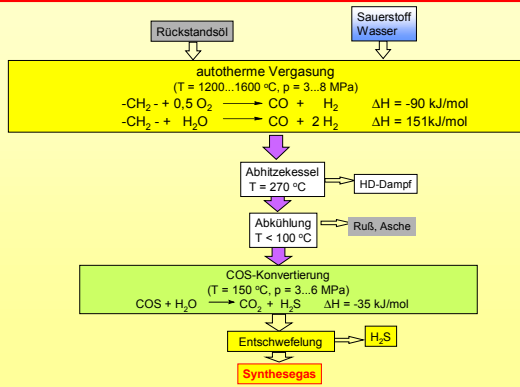 Rückstandsöl
Sauerstoff
Wasser
autotherme Vergasung
(T = 1200...1600 °C, p = 3...8 MPa)
-CH₂ - + 0,5 O₂ ⟶ CO + H₂ ΔH = -90 kJ/mol
-CH₂ - + H₂O ⟶ CO + 2 H₂ ΔH = 151kJ/mol
Abhitzekessel
T = 270 °C
HD-Dampf
Abkühlung
T < 100 °C
Ruß, Asche
COS-Konvertierung
(T = 150 °C, p = 3...6 MPa)
COS + H₂O ⟶ CO₂ + H₂S ΔH = -35 kJ/mol
Entschwefelung
H₂S
Synthesegas